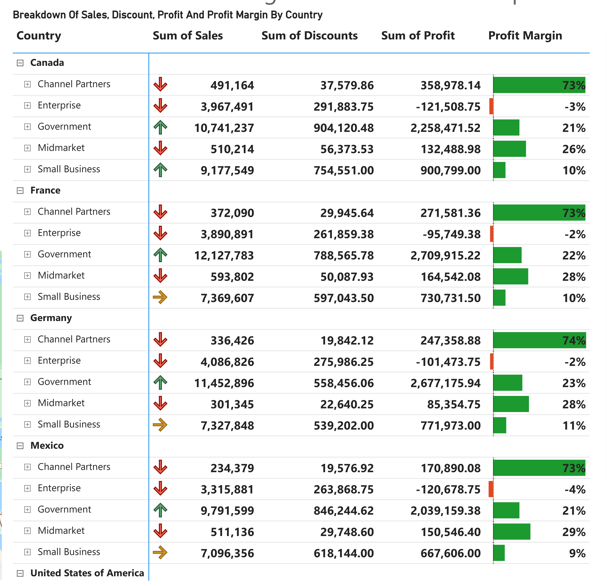 Breakdown Of Sales, Discount, Profit And Profit Margin By Country
Country Sum of Sales Sum of Discounts Sum of Profit Profit Margin
Canada
Channel Partners 491,164 37,579.86 358,978.14 73%
Enterprise 3,967,491 291,883.75 -121,508.75 -3%
Government 10,741,237 904,120.48 2,258,471.52 21%
Midmarket 510,214 56,373.53 132,488.98 26%
Small Business 9,177,549 754,551.00 900,799.00 10%
France
Channel Partners 372,090 29,945.64 271,581.36 73%
Enterprise 3,890,891 261,859.38 -95,749.38 -2%
Government 12,127,783 788,565.78 2,709,915.22 22%
Midmarket 593,802 50,087.93 164,542.08 28%
Small Business 7,369,607 597,043.50 730,731.50 10%
Germany
Channel Partners 336,426 19,842.12 247,358.88 74%
Enterprise 4,086,826 275,986.25 -101,473.75 -2%
Government 11,452,896 558,456.06 2,677,175.94 23%
Midmarket 301,345 22,640.25 85,354.75 28%
Small Business 7,327,848 539,202.00 771,973.00 11%
Mexico
Channel Partners 234,379 19,576.92 170,890.08 73%
Enterprise 3,315,881 263,868.75 -120,678.75 -4%
Government 9,791,599 846,244.62 2,039,159.38 21%
Midmarket 511,136 29,748.60 150,546.40 29%
Small Business 7,096,356 618,144.00 667,606.00 9%
United States of America